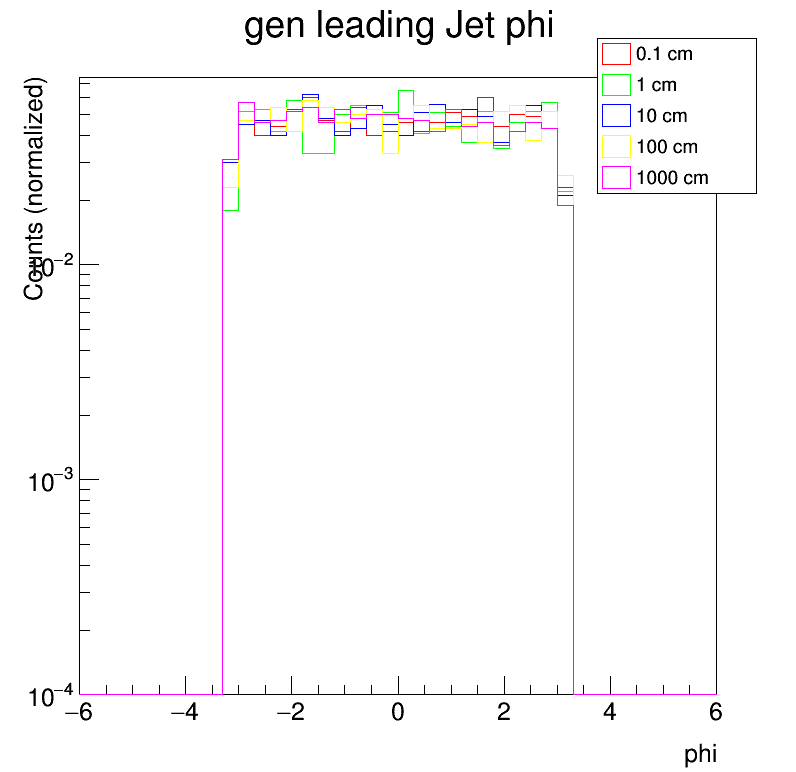 gen leading Jet phi
0.1 cm
1 cm
10 cm
100 cm
1000 cm
Counts (normalized)
10−2
10−3
10−4
−6 −4 −2 0 2 4 6
phi